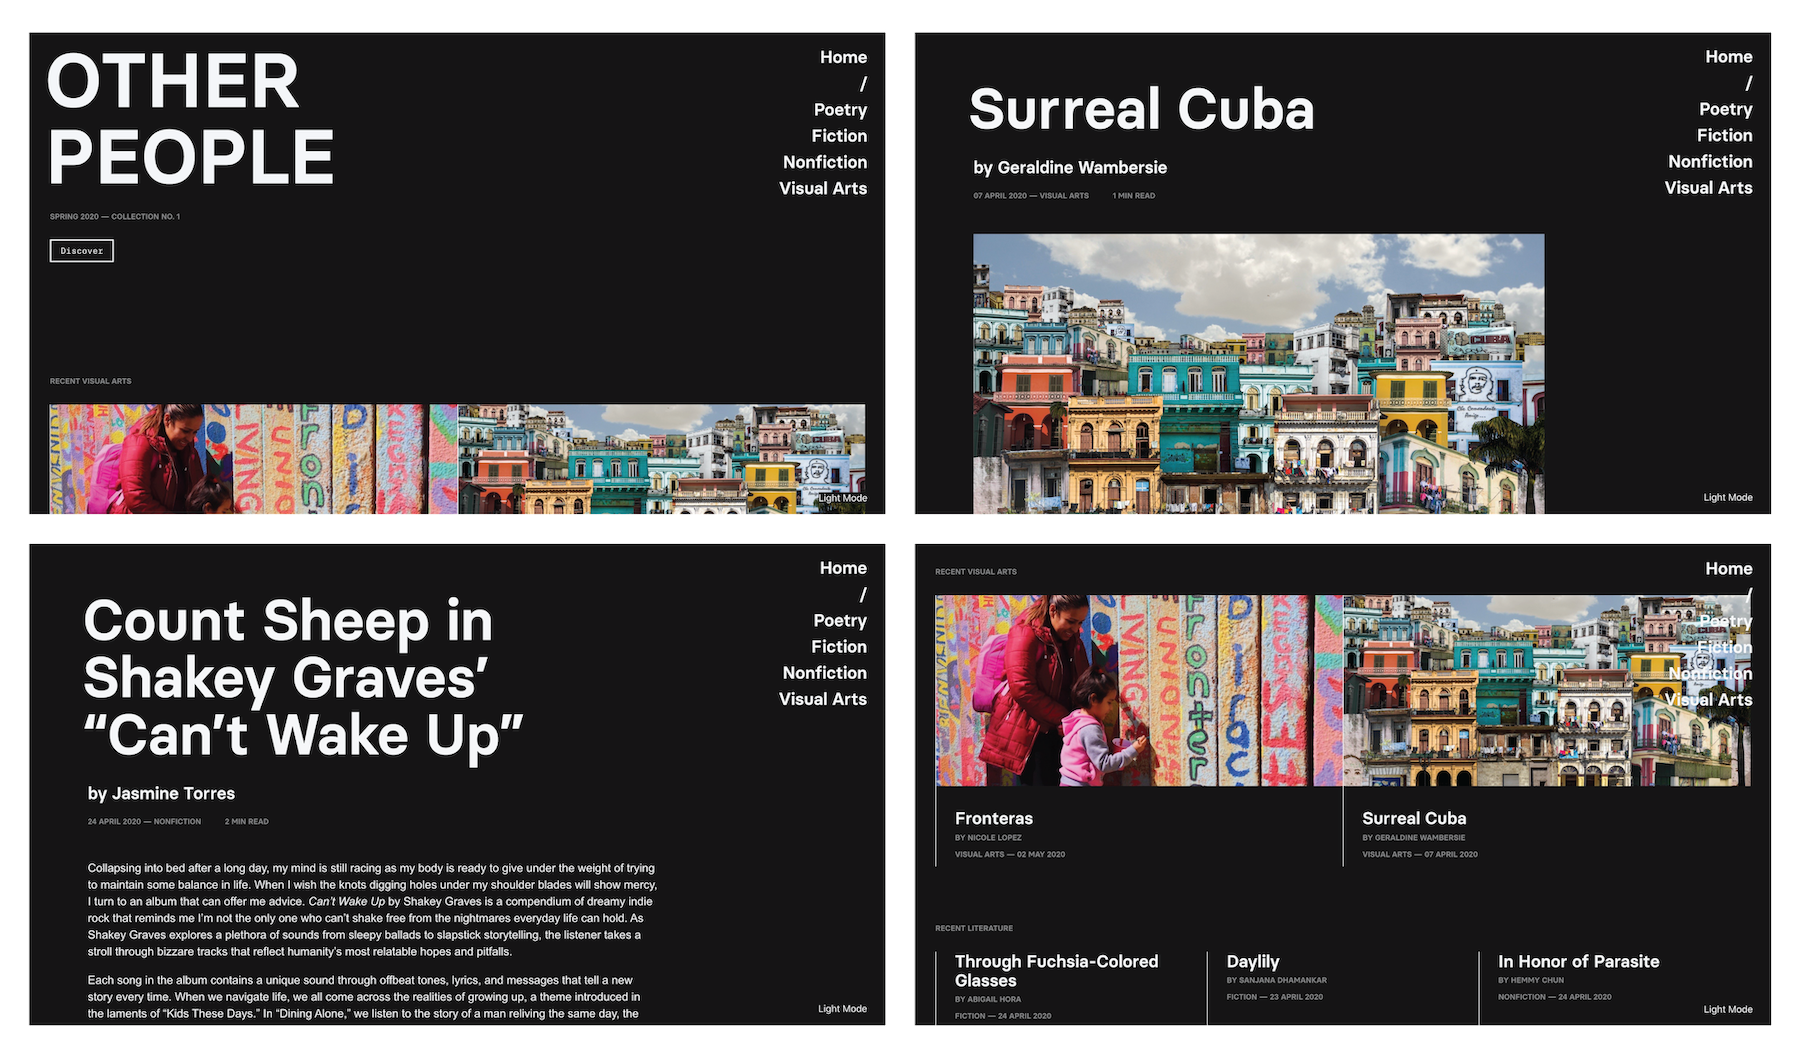 OTHER
PEOPLE
SPRING 2020 — COLLECTION NO. 1
Discover
RECENT VISUAL ARTS
Home
/
Poetry
Fiction
Nonfiction
Visual Arts
Light Mode
Surreal Cuba
by Geraldine Wambersie
07 APRIL 2020 — VISUAL ARTS 1 MIN READ
CUBA
Home
/
Poetry
Fiction
Nonfiction
Visual Arts
Light Mode
Count Sheep in
Shakey Graves’
“Can’t Wake Up”
by Jasmine Torres
24 APRIL 2020 — NONFICTION 2 MIN READ
Collapsing into bed after a long day, my mind is still racing as my body is ready to give under the weight of trying
to maintain some balance in life. When I wish the knots digging holes under my shoulder blades will show mercy,
I turn to an album that can offer me advice. Can’t Wake Up by Shakey Graves is a compendium of dreamy indie
rock that reminds me I’m not the only one who can’t shake free from the nightmares everyday life can hold. As
Shakey Graves explores a plethora of sounds from sleepy ballads to slapstick storytelling, the listener takes a
stroll through bizzare tracks that reflect humanity’s most relatable hopes and pitfalls.
Each song in the album contains a unique sound through offbeat tones, lyrics, and messages that tell a new
story every time. When we navigate life, we all come across the realities of growing up, a theme introduced in
the laments of “Kids These Days.” In “Dining Alone,” we listen to the story of a man reliving the same day, the
Home
/
Poetry
Fiction
Nonfiction
Visual Arts
Light Mode
RECENT VISUAL ARTS
Home
/
Poetry
Fiction
Nonfiction
Visual Arts
Fronteras
BY NICOLE LOPEZ
VISUAL ARTS — 02 MAY 2020
Surreal Cuba
BY GERALDINE WAMBERSIE
VISUAL ARTS — 07 APRIL 2020
RECENT LITERATURE
Through Fuchsia-Colored
Glasses
BY ABIGAIL HORA
FICTION — 24 APRIL 2020
Daylily
BY SANJANA DHAMANKAR
FICTION — 23 APRIL 2020
In Honor of Parasite
BY HEMMY CHUN
NONFICTION — 24 APRIL 2020
Light Mode